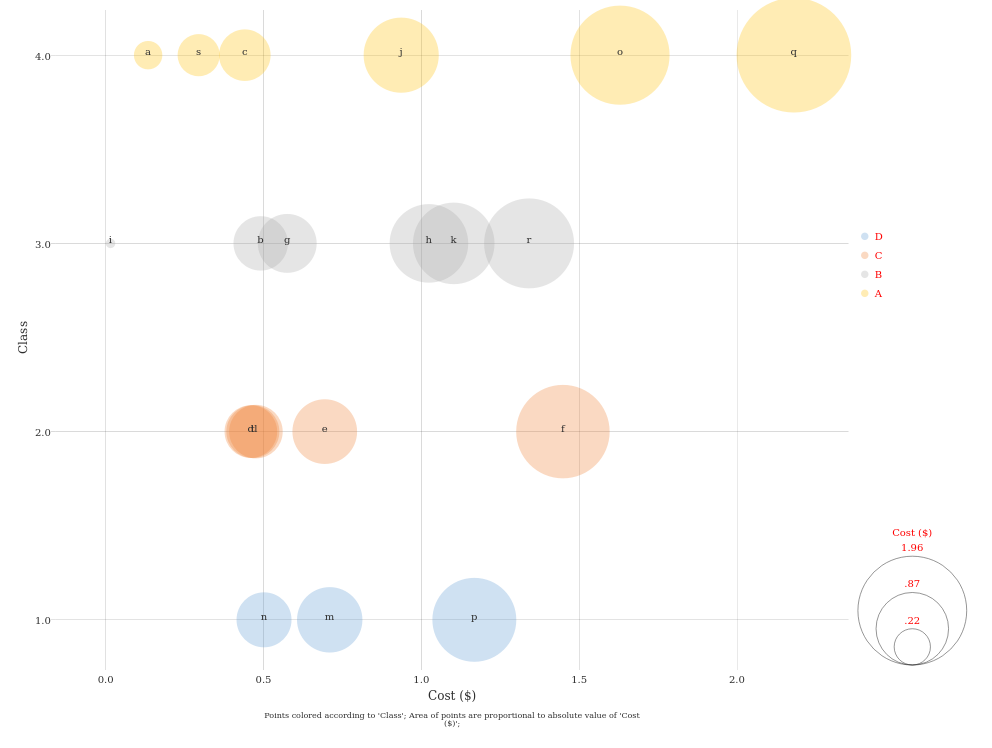 a s c j o q
4.0
i b g h k r
3.0
D
C
B
A
Class
d l e f
2.0
Cost ($)
1.96
.87
.22
n m p
1.0
0.0 0.5 1.0 1.5 2.0
Cost ($)
Points colored according to 'Class'; Area of points are proportional to absolute value of 'Cost
($)';